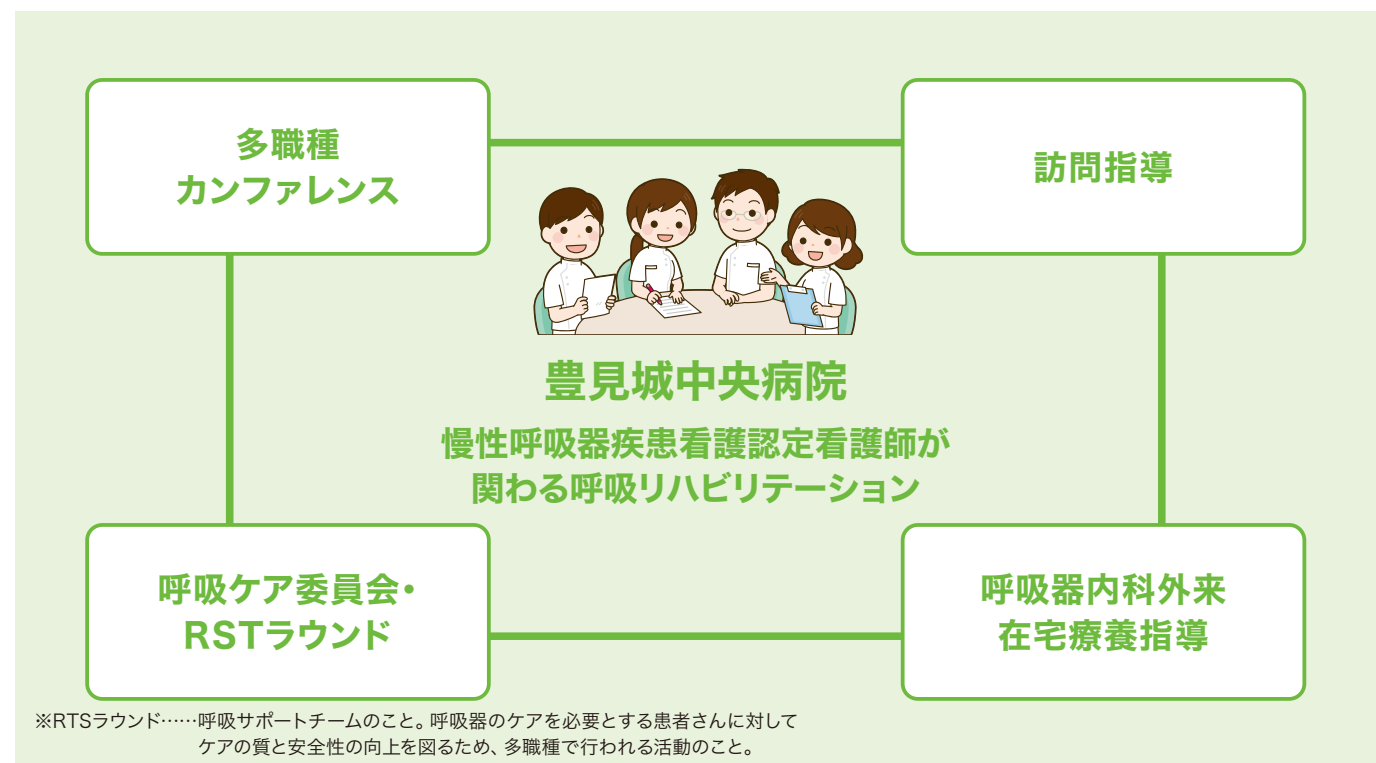 多職種
カンファレンス
訪問指導
豊見城中央病院
慢性呼吸器疾患看護認定看護師が
関わる呼吸リハビリテーション
呼吸ケア委員会・
RSTラウンド
呼吸器内科外来
在宅療養指導
※RTSラウンド……呼吸サポートチームのこと。呼吸器のケアを必要とする患者さんに対して
ケアの質と安全性の向上を図るため、多職種で行われる活動のこと。